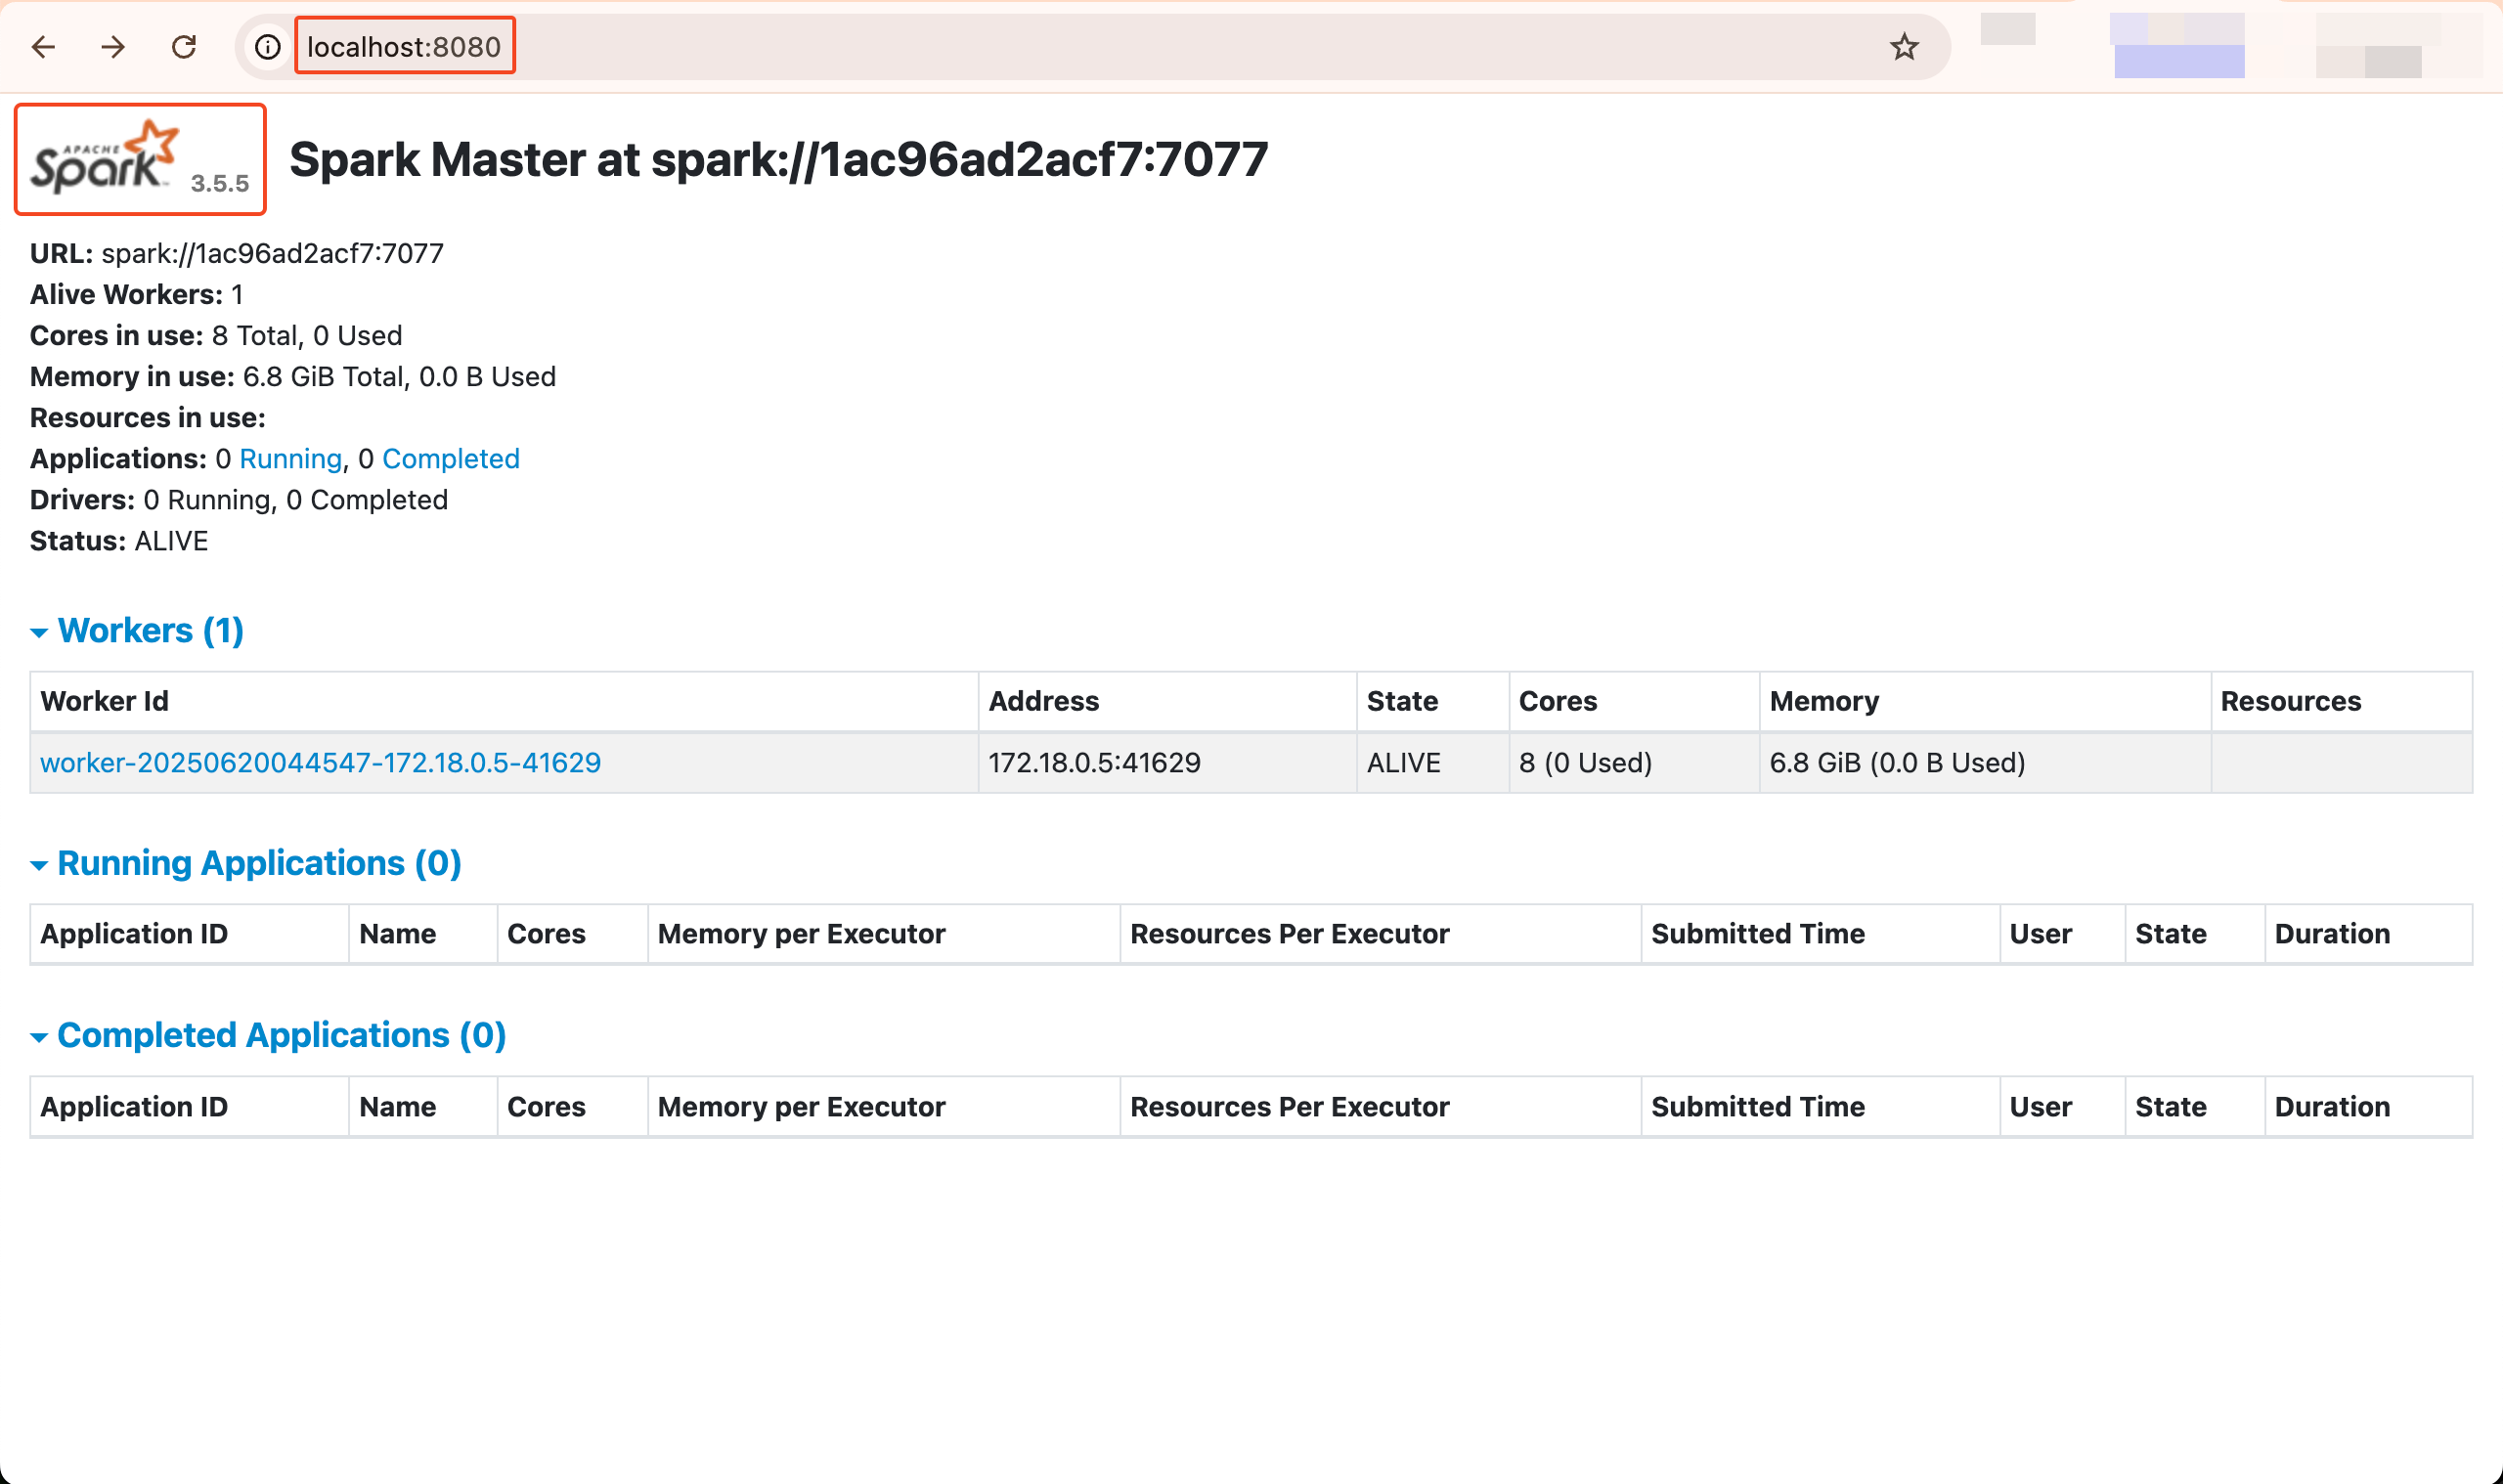 localhost:8080
APACHE
Spark™ 3.5.5
Spark Master at spark://1ac96ad2acf7:7077
URL: spark://1ac96ad2acf7:7077
Alive Workers: 1
Cores in use: 8 Total, 0 Used
Memory in use: 6.8 GiB Total, 0.0 B Used
Resources in use:
Applications: 0 Running, 0 Completed
Drivers: 0 Running, 0 Completed
Status: ALIVE
Workers (1)
Worker Id Address State Cores Memory Resources
worker-20250620044547-172.18.0.5-41629 172.18.0.5:41629 ALIVE 8 (0 Used) 6.8 GiB (0.0 B Used)
Running Applications (0)
Application ID Name Cores Memory per Executor Resources Per Executor Submitted Time User State Duration
Completed Applications (0)
Application ID Name Cores Memory per Executor Resources Per Executor Submitted Time User State Duration